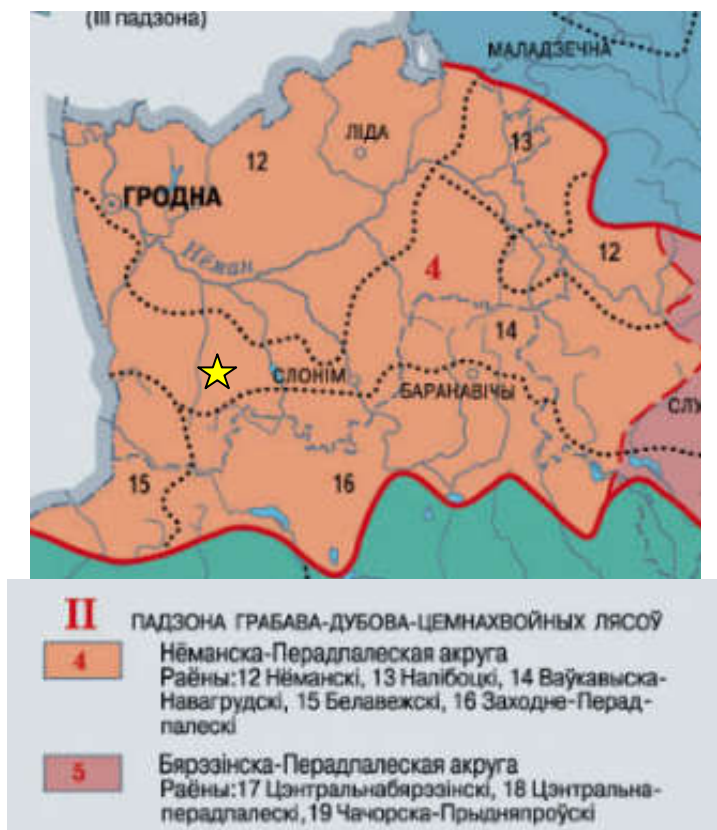 (III падзона)
МАЛАДЗЕЧНА
ЛІДА
13
12
ГРОДНА
12
Нёман
4
14
СЛОНІМ
БАРАНАВІЧЫ
СЛУ
15
16
II ПАДЗОНА ГРАБАВА-ДУБОВА-ЦЕМНАХВОЙНЫХ ЛЯСОЎ
4 Нёманска-Перадпалеская акруга
Раёны:12 Нёманскі, 13 Налібоцкі, 14 Ваўкавыска-
Навагрудскі, 15 Белавежскі, 16 Заходне-Перад-
палескі
5 Бярэзінска-Перадпалеская акруга
Раёны:17 Цэнтральнабярэзінскі, 18 Цэнтральна-
перадпалескі,19 Чачорска-Прыдняпроўскі